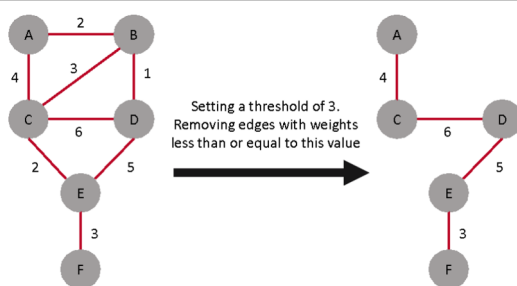 A 2 B
4 3 1
C 6 D
2 5
E
3
F
Setting a threshold of 3.
Removing edges with weights
less than or equal to this value
A
4
C 6 D
5
E
3
F